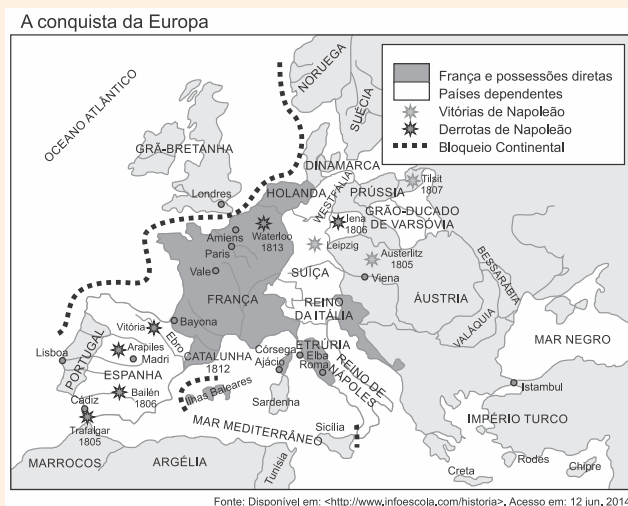 A conquista da Europa
França e possessões diretas
Países dependentes
Vitórias de Napoleão
Derrotas de Napoleão
Bloqueio Continental
OCEANO ATLÂNTICO
NORUEGA
SUÉCIA
GRÃ-BRETANHA
DINAMARCA
Tilsit
1807
Londres
HOLANDA
WESTFÁLIA
PRÚSSIA
GRÃO-DUCADO
DE VARSÓVIA
Iena
1806
Amiens
Waterloo
1813
Paris
Leipzig
Austerlitz
1805
Vale
Viena
BESSARÁBIA
SUÍÇA
FRANÇA
ÁUSTRIA
REINO
DA ITÁLIA
VALÁQUIA
MAR NEGRO
Vitória
Bayona
Ebro
Arapiles
Madri
CATALUNHA
1812
Córsega
Ajácio
ETRÚRIA
Elba
Roma
REINO DE
NÁPOLES
Lisboa
PORTUGAL
ESPANHA
Bailén
1806
Ilhas Baleares
Sardenha
Istambul
Cádiz
Trafalgar
1805
MAR MEDITERRÂNEO
Sicilia
IMPÉRIO TURCO
MARROCOS
ARGÉLIA
Tunísia
Creta
Rodes
Chipre
Fonte: Disponível em: <http://www.infoescola.com/historia>. Acesso em: 12 jun. 2014